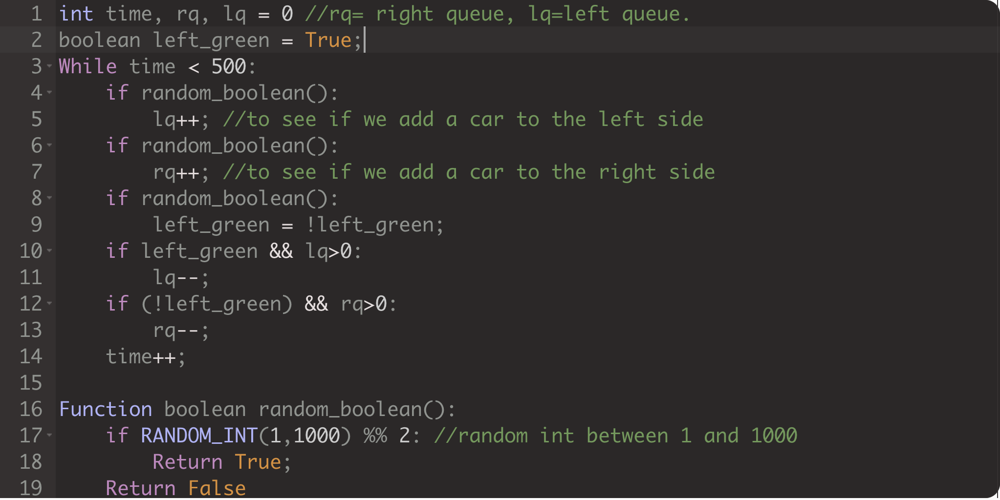 1 int time, rq, lq = 0 //rq= right queue, lq=left queue.
2 boolean left_green = True;
3 While time < 500:
4     if random_boolean():
5         lq++; //to see if we add a car to the left side
6     if random_boolean():
7         rq++; //to see if we add a car to the right side
8     if random_boolean():
9         left_green = !left_green;
10     if left_green && lq>0:
11         lq--;
12     if (!left_green) && rq>0:
13         rq--;
14     time++;
15
16 Function boolean random_boolean():
17     if RANDOM_INT(1,1000) %% 2: //random int between 1 and 1000
18         Return True;
19     Return False